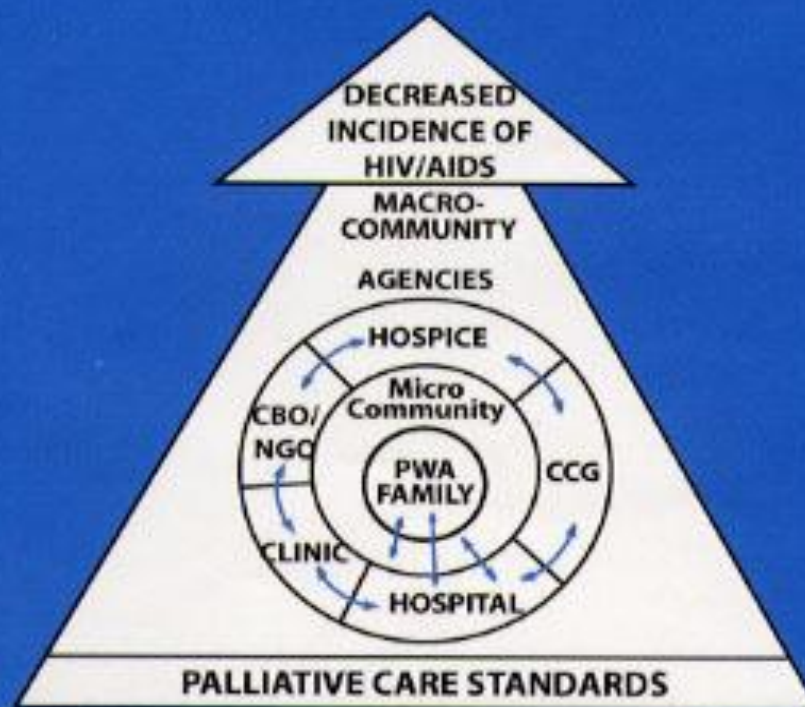 DECREASED
INCIDENCE OF
HIV/AIDS
MACRO-
COMMUNITY
AGENCIES
HOSPICE
Micro
Community
CBO/
NGO
PWA
FAMILY
CCG
CLINIC
HOSPITAL
PALLIATIVE CARE STANDARDS